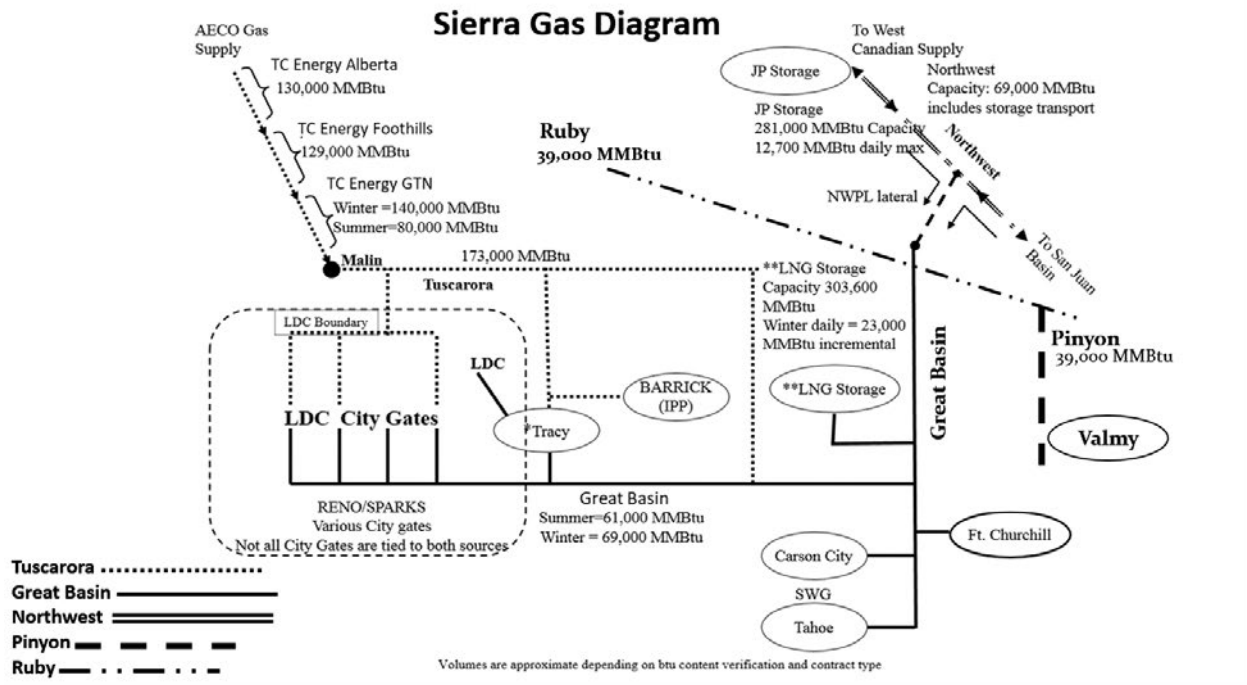 Sierra Gas Diagram
AECO Gas
Supply
TC Energy Alberta
130,000 MMBtu
TC Energy Foothills
129,000 MMBtu
TC Energy GTN
Winter =140,000 MMBtu
Summer=80,000 MMBtu
Malin
173,000 MMBtu
Tuscarora
Ruby
39,000 MMBtu
JP Storage
JP Storage
281,000 MMBtu Capacity
12,700 MMBtu daily max
To West
Canadian Supply
Northwest
Capacity: 69,000 MMBtu
includes storage transport
Northwest
NWPL lateral
To San Juan
Basin
**LNG Storage
Capacity 303,600
MMBtu
Winter daily = 23,000
MMBtu incremental
**LNG Storage
Great Basin
Pinyon
39,000 MMBtu
Valmy
LDC Boundary
LDC City Gates
LDC
*Tracy
BARRICK
(IPP)
RENO/SPARKS
Various City gates
Not all City Gates are tied to both sources
Great Basin
Summer=61,000 MMBtu
Winter = 69,000 MMBtu
Ft. Churchill
Carson City
SWG
Tahoe
Tuscarora
Great Basin
Northwest
Pinyon
Ruby
Volumes are approximate depending on btu content verification and contract type